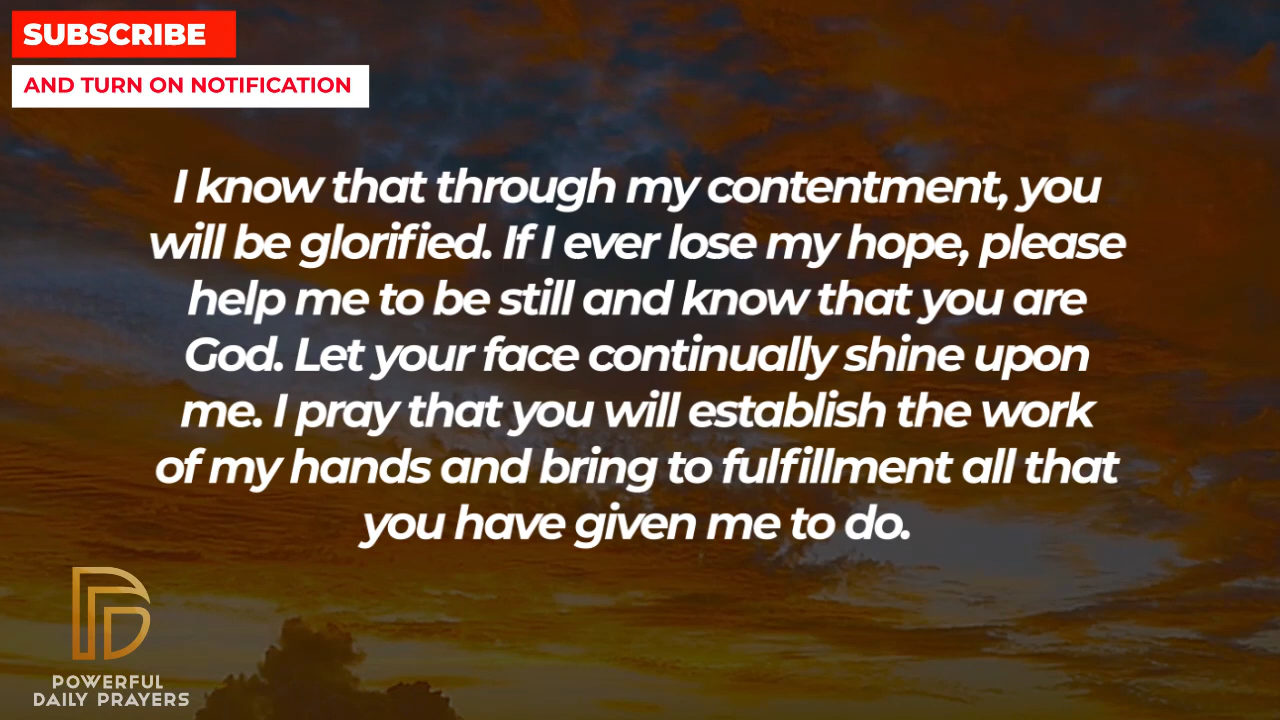 SUBSCRIBE
AND TURN ON NOTIFICATION
I know that through my contentment, you
will be glorified. If I ever lose my hope, please
help me to be still and know that you are
God. Let your face continually shine upon
me. I pray that you will establish the work
of my hands and bring to fulfillment all that
you have given me to do.
POWERFUL
DAILY PRAYERS